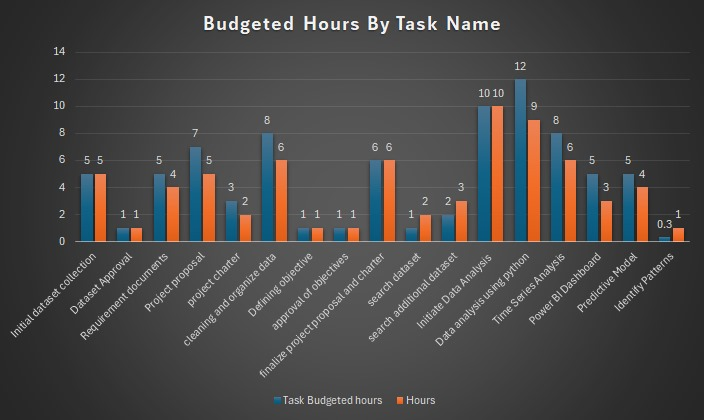 Budgeted Hours By Task Name
14
12
10
8
6
4
2
0
5 5
1 1
5 4
7 5
3 2
8 6
1 1
1 1
6 6
1 2
2 3
10 10
12 9
8 6
5 3
5 4
0.3 1
Initial dataset collection
Dataset Approval
Requirement documents
Project proposal
project charter
cleaning and organize data
Defining objective
approval of objectives
finalize project proposal and charter
search dataset
search additional dataset
Initiate Data Analysis
Data analysis using python
Time Series Analysis
Power BI Dashboard
Predictive Model
Identify Patterns
Task Budgeted hours Hours